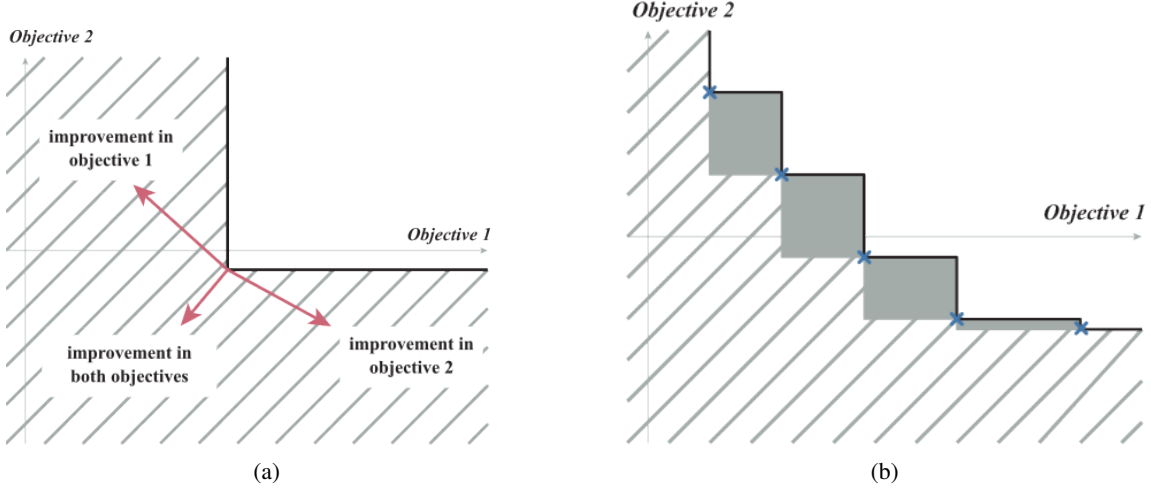 Objective 2
improvement in
objective 1
Objective 1
improvement in
both objectives
improvement in
objective 2
(a)
Objective 2
Objective 1
(b)